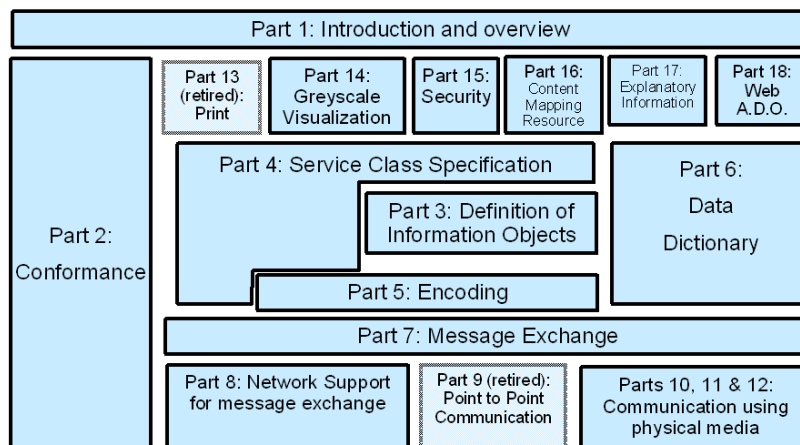 Part 1: Introduction and overview
Part 2:
Conformance
Part 13
(retired):
Print
Part 14:
Greyscale
Visualization
Part 15:
Security
Part 16:
Content
Mapping
Resource
Part 17:
Explanatory
Information
Part 18:
Web
A.D.O.
Part 4: Service Class Specification
Part 3: Definition of
Information Objects
Part 5: Encoding
Part 6:
Data
Dictionary
Part 7: Message Exchange
Part 8: Network Support
for message exchange
Part 9 (retired):
Point to Point
Communication
Parts 10, 11 & 12:
Communication using
physical media